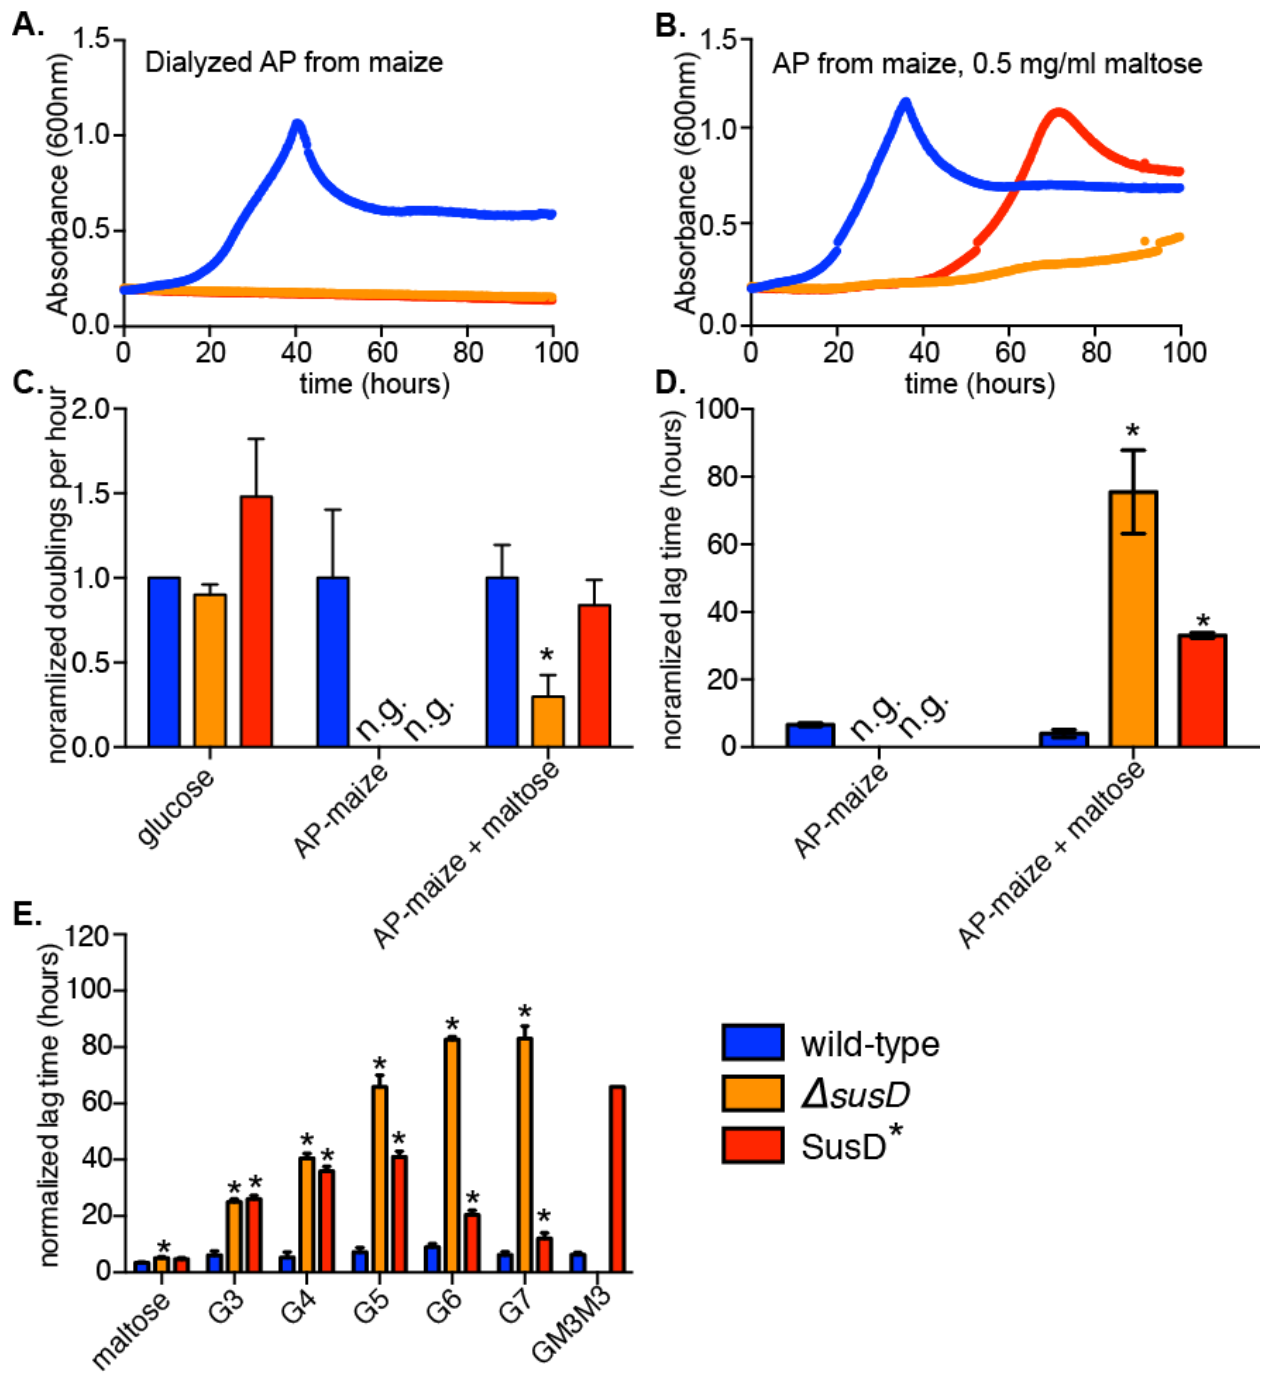 A.
Dialyzed AP from maize
Absorbance (600nm)
1.5
1.0
0.5
0.0
0 20 40 60 80 100
time (hours)
B.
AP from maize, 0.5 mg/ml maltose
Absorbance (600nm)
1.5
1.0
0.5
0.0
0 20 40 60 80 100
time (hours)
C.
noramlized doublings per hour
2.0
1.5
1.0
0.5
0.0
n.g.
n.g.
*
glucose
AP-maize
AP-maize + maltose
D.
noramlized lag time (hours)
100
80
60
40
20
0
n.g.
n.g.
*
*
AP-maize
AP-maize + maltose
E.
normalized lag time (hours)
120
100
80
60
40
20
0
*
* *
* *
* *
* *
* *
maltose
G3
G4
G5
G6
G7
GM3M3
wild-type
ΔsusD
SusD*